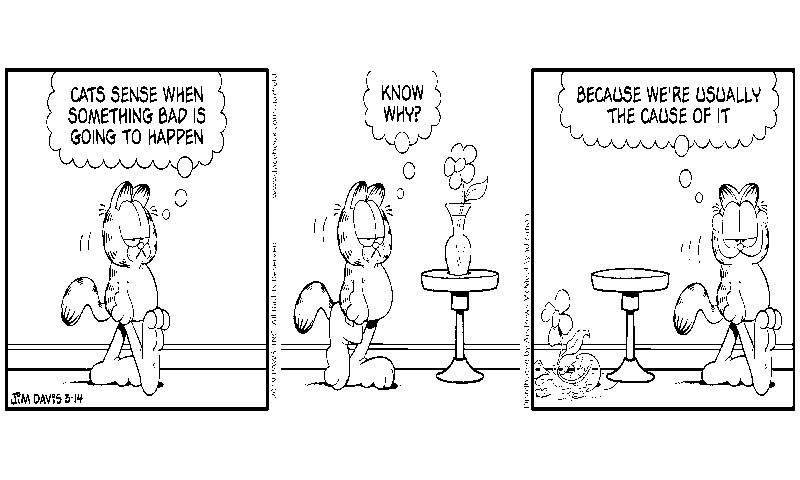 CATS SENSE WHEN
SOMETHING BAD IS
GOING TO HAPPEN
JIM DAVIS 3-14
KNOW
WHY?
BECAUSE WE'RE USUALLY
THE CAUSE OF IT